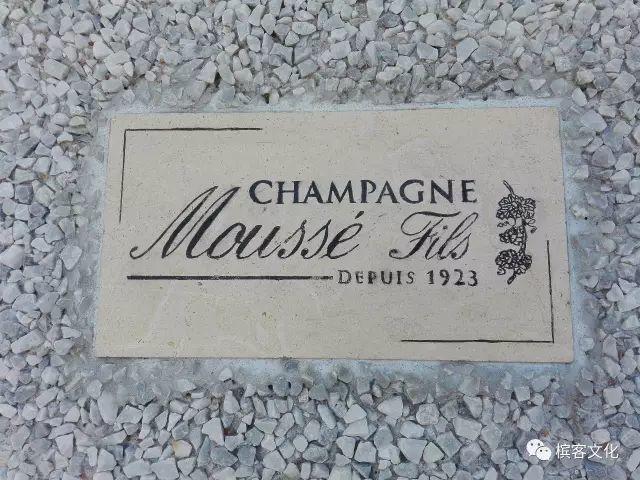 CHAMPAGNE
Moussé Fils
DEPUIS 1923
槟客文化